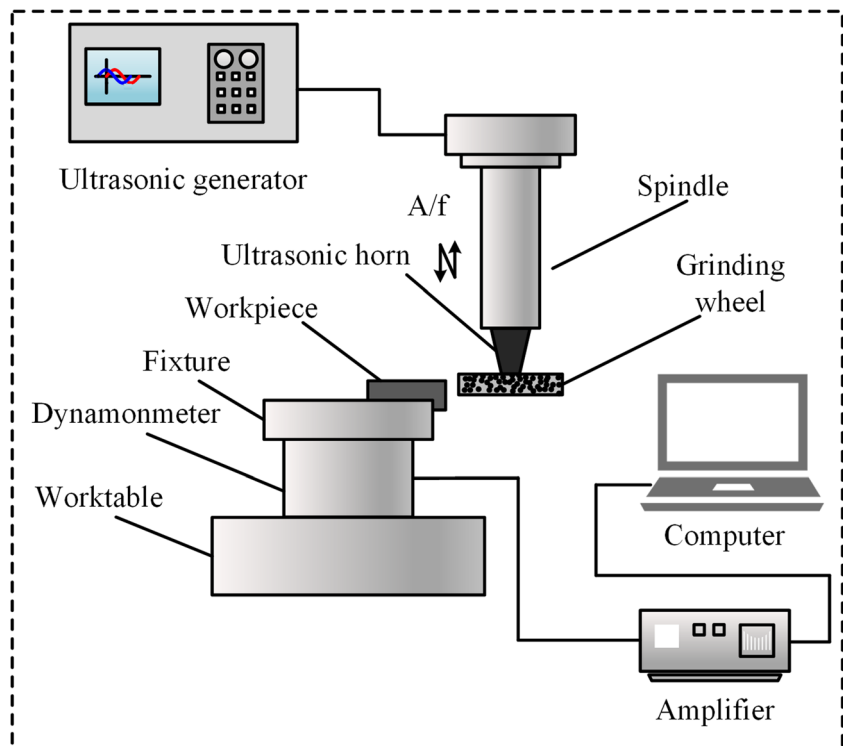 Ultrasonic generator
A/f
Spindle
Ultrasonic horn
Grinding
wheel
Workpiece
Fixture
Dynamonmeter
Worktable
Computer
Amplifier